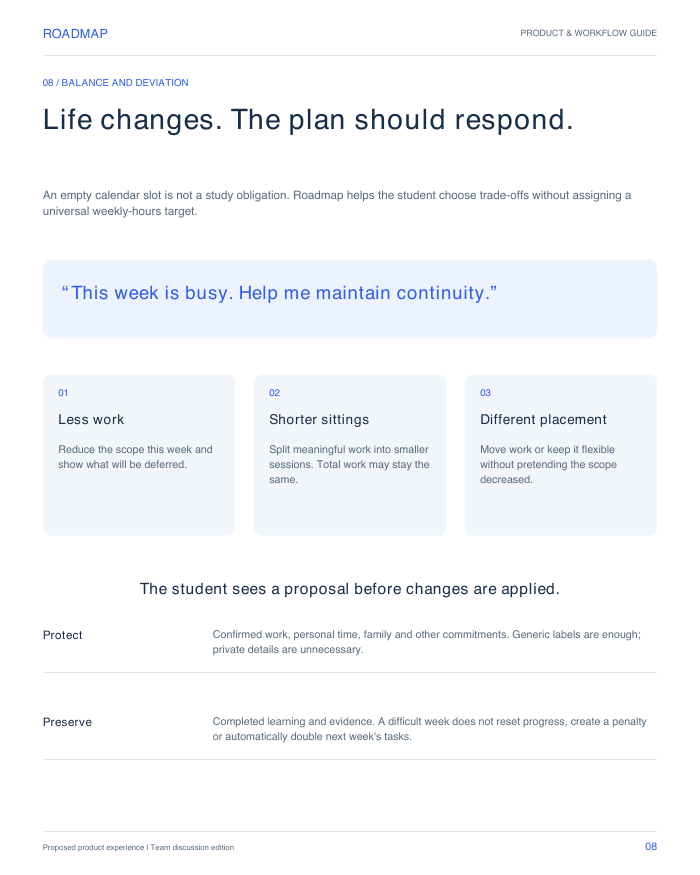 ROADMAP
PRODUCT & WORKFLOW GUIDE
08 / BALANCE AND DEVIATION
Life changes. The plan should respond.
An empty calendar slot is not a study obligation. Roadmap helps the student choose trade-offs without assigning a
universal weekly-hours target.
“This week is busy. Help me maintain continuity.”
01
Less work
Reduce the scope this week and
show what will be deferred.
02
Shorter sittings
Split meaningful work into smaller
sessions. Total work may stay the
same.
03
Different placement
Move work or keep it flexible
without pretending the scope
decreased.
The student sees a proposal before changes are applied.
Protect
Confirmed work, personal time, family and other commitments. Generic labels are enough;
private details are unnecessary.
Preserve
Completed learning and evidence. A difficult week does not reset progress, create a penalty
or automatically double next week's tasks.
Proposed product experience | Team discussion edition
08